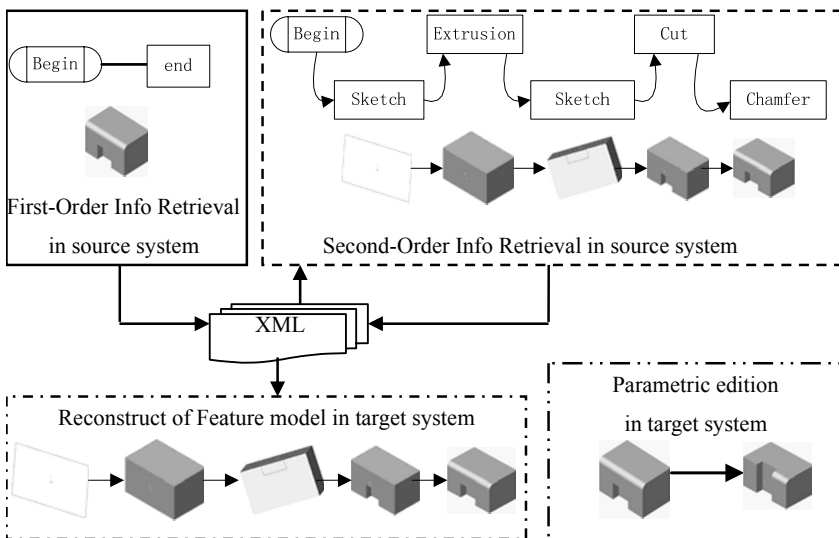 Begin
end
First-Order Info Retrieval
in source system
Begin
Extrusion
Cut
Sketch
Sketch
Chamfer
Second-Order Info Retrieval in source system
XML
Reconstruct of Feature model in target system
Parametric edition
in target system